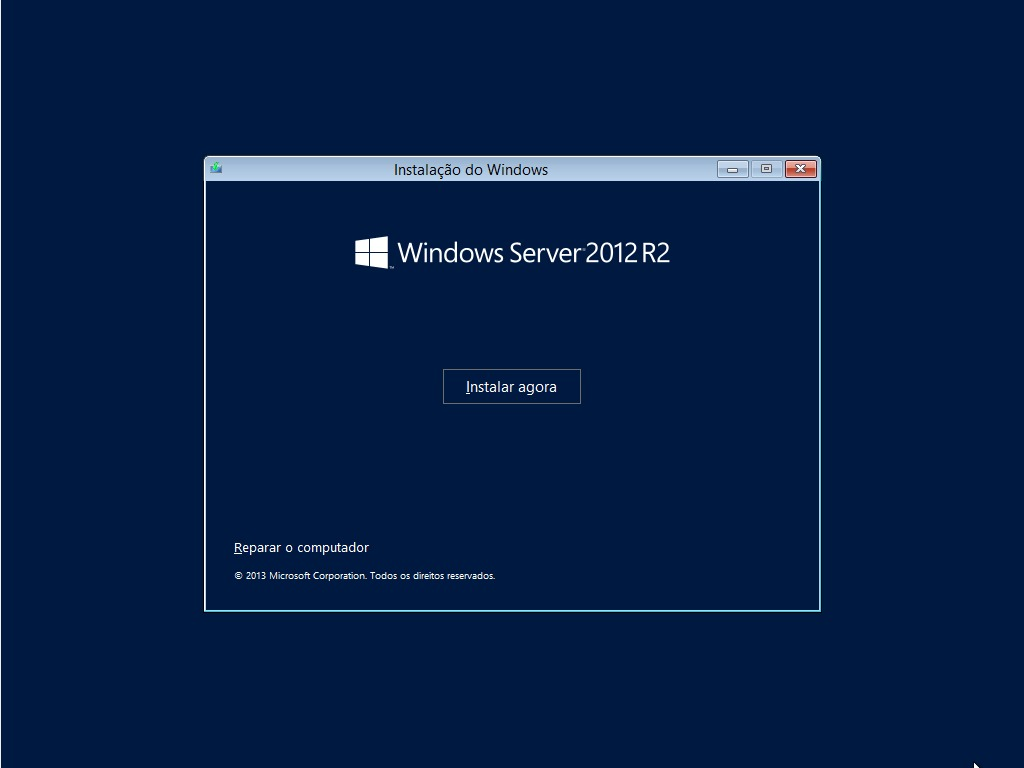 Instalação do Windows
Windows Server 2012 R2
Instalar agora
Reparar o computador
© 2013 Microsoft Corporation. Todos os direitos reservados.